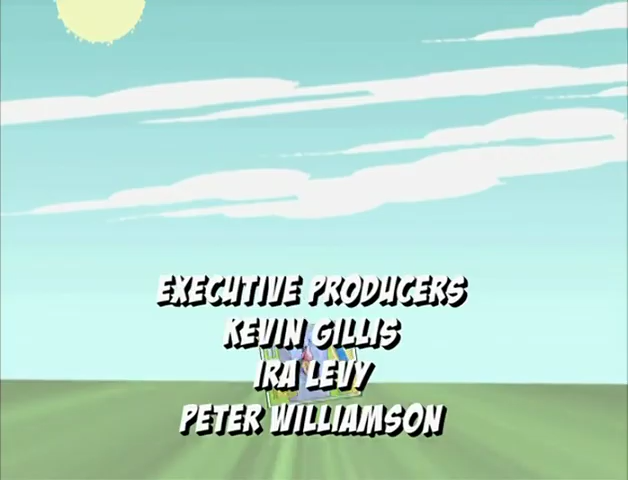 EXECUTIVE PRODUCERS
KEVIN GILLIS
IRA LEVY
PETER WILLIAMSON